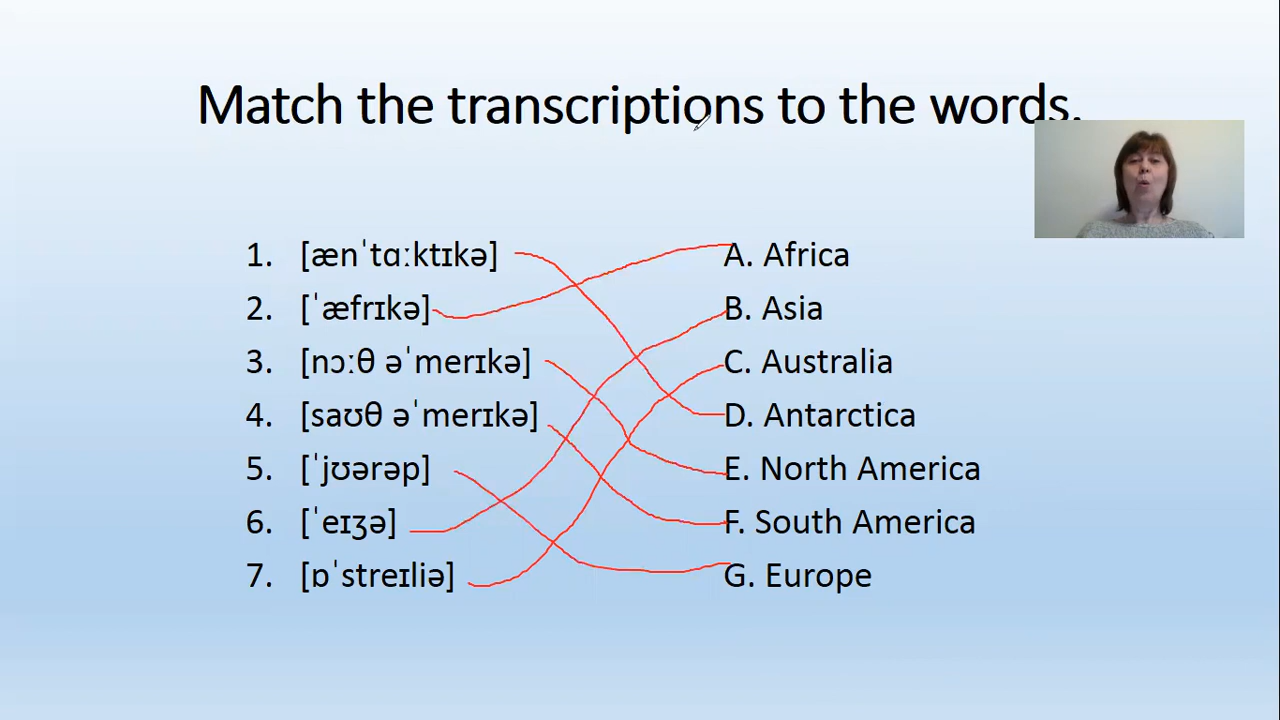 Match the transcriptions to the words.
1. [ænˈtɑːktɪkə] A. Africa
2. [ˈæfrɪkə] B. Asia
3. [nɔːθ əˈmerɪkə] C. Australia
4. [saʊθ əˈmerɪkə] D. Antarctica
5. [ˈjʊərəp] E. North America
6. [ˈeɪʒə] F. South America
7. [ɒˈstreɪliə] G. Europe